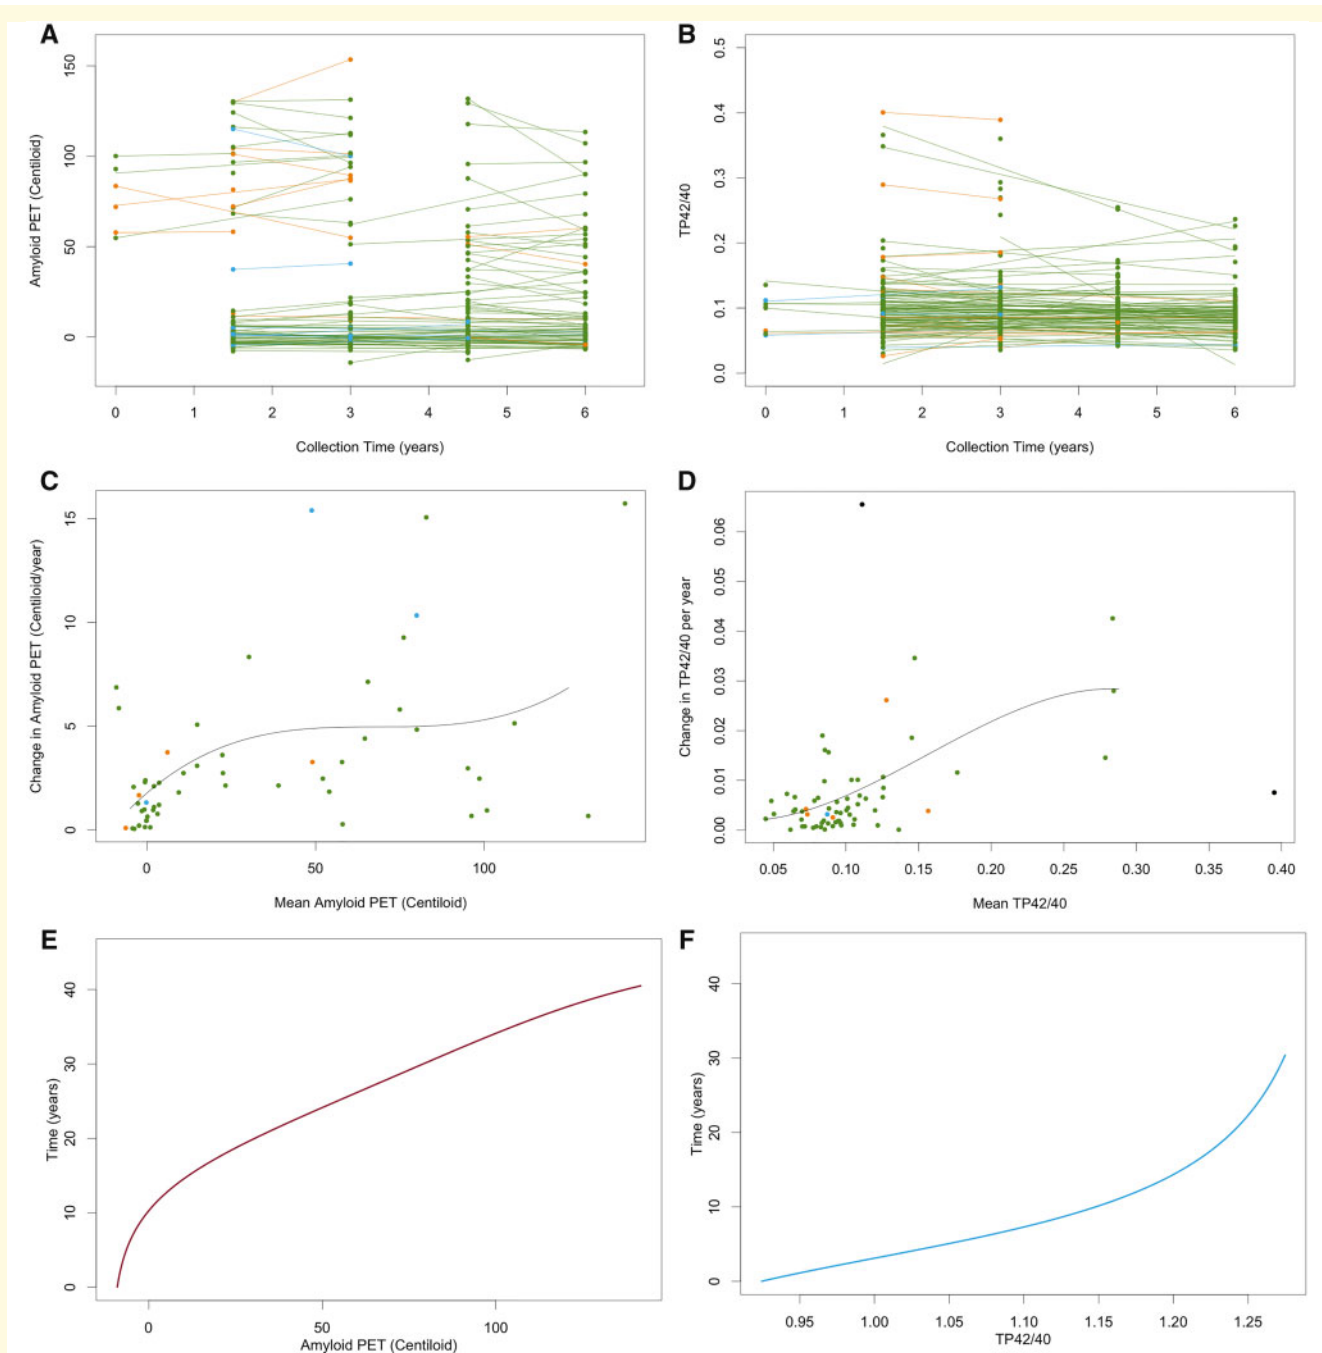 A
Amyloid PET (Centiloid)
150
100
50
0
0 1 2 3 4 5 6
Collection Time (years)
B
TP42/40
0.5
0.4
0.3
0.2
0.1
0.0
0 1 2 3 4 5 6
Collection Time (years)
C
Change in Amyloid PET (Centiloid/year)
15
10
5
0
0 50 100
Mean Amyloid PET (Centiloid)
D
Change in TP42/40 per year
0.06
0.05
0.04
0.03
0.02
0.01
0.00
0.05 0.10 0.15 0.20 0.25 0.30 0.35 0.40
Mean TP42/40
E
Time (years)
40
30
20
10
0
0 50 100
Amyloid PET (Centiloid)
F
Time (years)
40
30
20
10
0
0.95 1.00 1.05 1.10 1.15 1.20 1.25
TP42/40